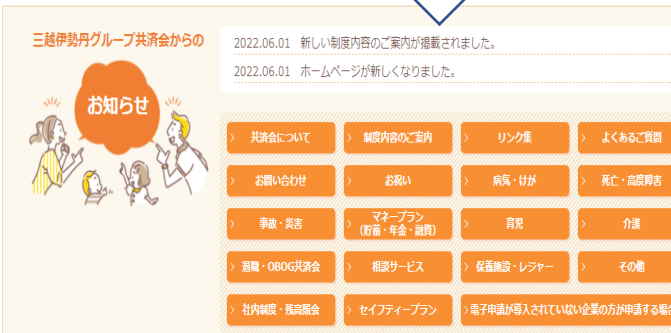 三越伊勢丹グループ共済会からの
お知らせ
2022.06.01 新しい制度内容のご案内が掲載されました。
2022.06.01 ホームページが新しくなりました。
共済会について
制度内容のご案内
リンク集
よくあるご質問
お問い合わせ
お祝い
病気・けが
死亡・高度障害
事故・災害
マネープラン
(貯蓄・年金・融資)
育児
介護
退職・OBOG共済会
相談サービス
保養施設・レジャー
その他
社内制度・残高照会
セイフティープラン
電子申請が導入されていない企業の方が申請する場合